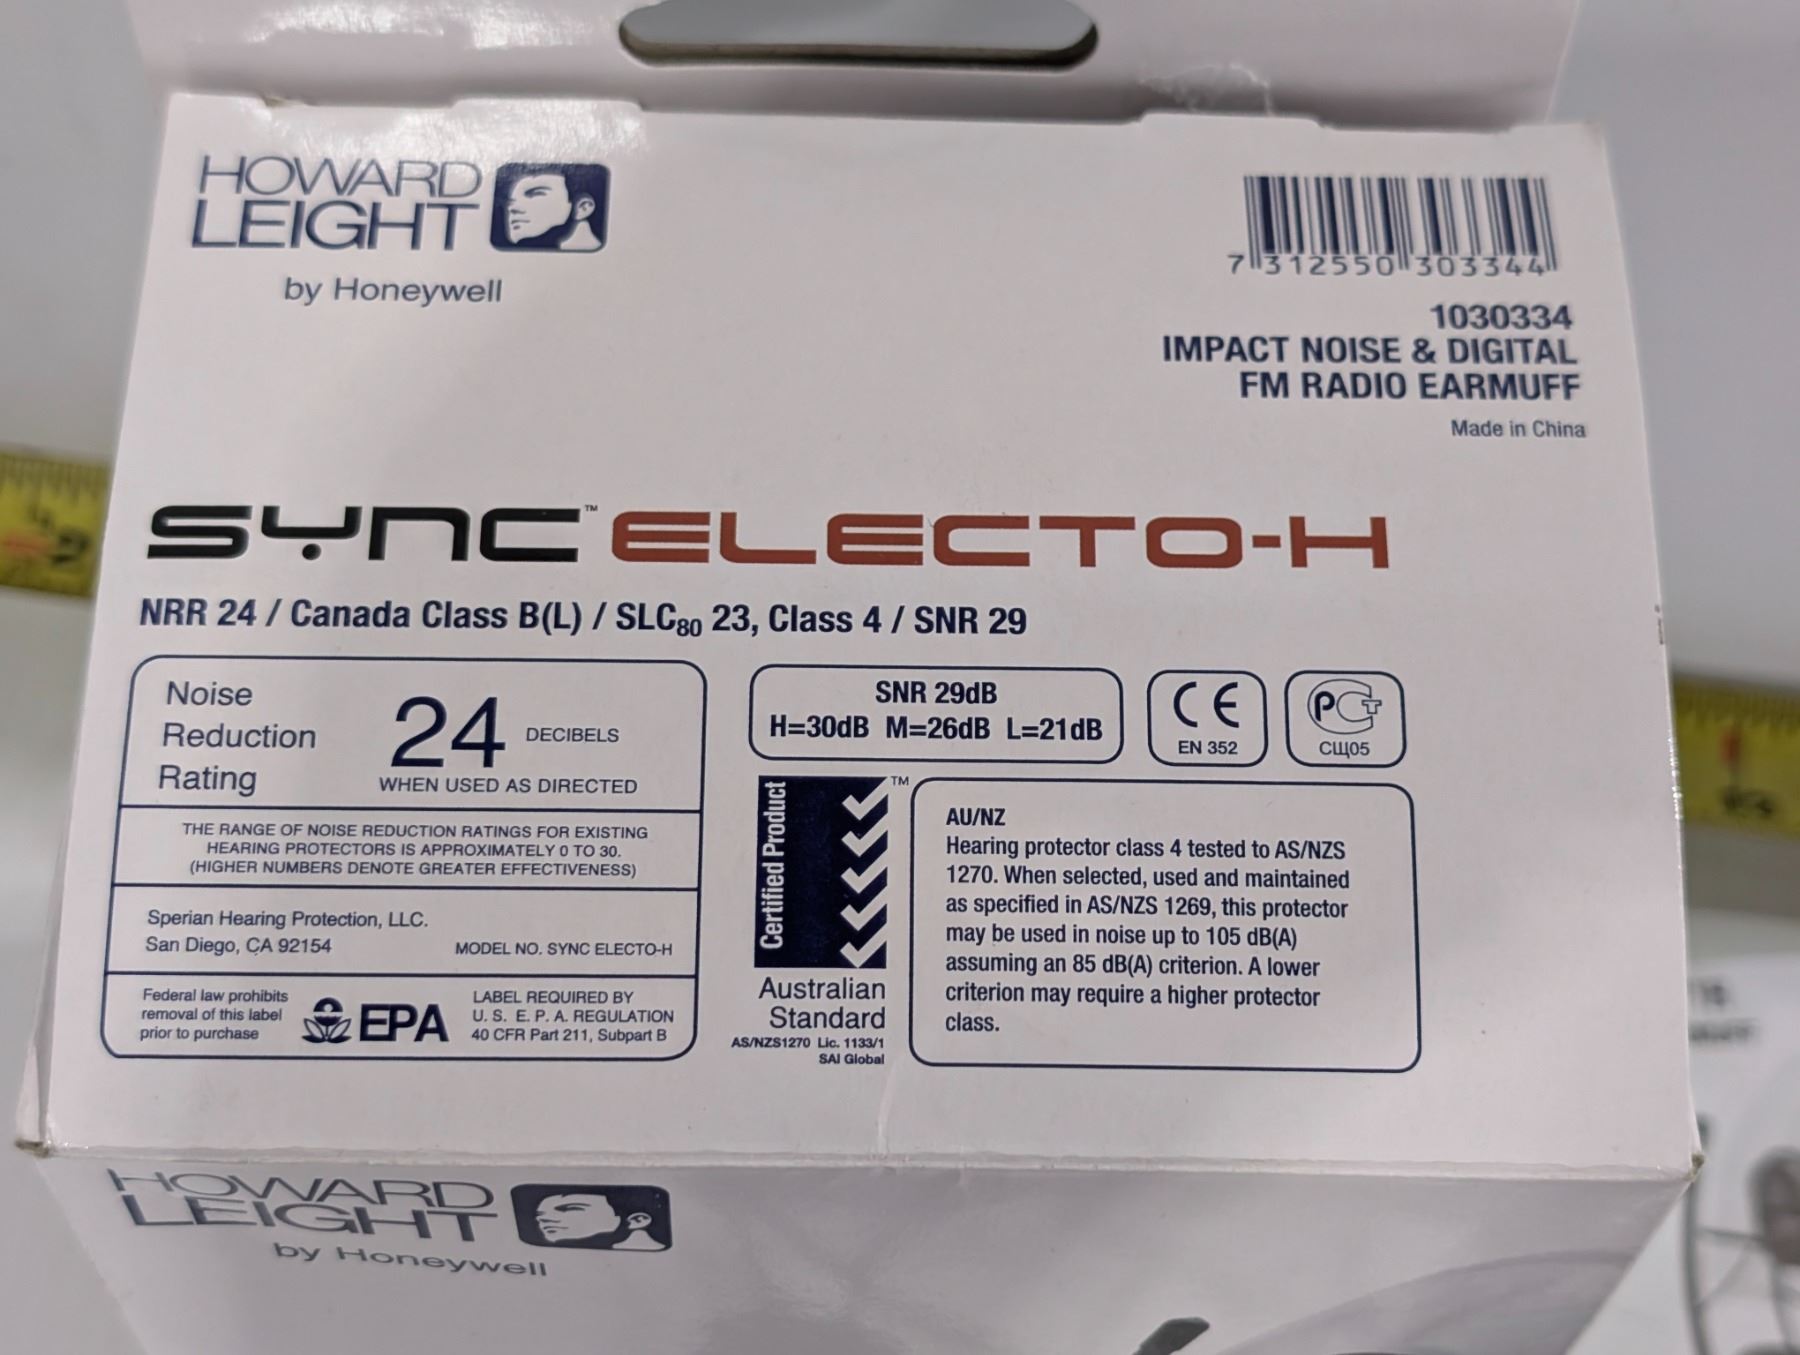 HOWARD
LEIGHT
by Honeywell
7 312550 303344
1030334
IMPACT NOISE & DIGITAL
FM RADIO EARMUFF
Made in China
SYNC™ ELECTO-H
NRR 24 / Canada Class B(L) / SLC80 23, Class 4 / SNR 29
Noise
Reduction
Rating
24 DECIBELS
WHEN USED AS DIRECTED
THE RANGE OF NOISE REDUCTION RATINGS FOR EXISTING
HEARING PROTECTORS IS APPROXIMATELY 0 TO 30.
(HIGHER NUMBERS DENOTE GREATER EFFECTIVENESS)
Sperian Hearing Protection, LLC.
San Diego, CA 92154
MODEL NO. SYNC ELECTO-H
Federal law prohibits
removal of this label
prior to purchase
EPA
LABEL REQUIRED BY
U. S. E. P. A. REGULATION
40 CFR Part 211, Subpart B
SNR 29dB
H=30dB M=26dB L=21dB
CE
EN 352
РСТ
СЩ05
Certified Product
TM
Australian
Standard
AS/NZS1270 Lic. 1133/1
SAI Global
AU/NZ
Hearing protector class 4 tested to AS/NZS
1270. When selected, used and maintained
as specified in AS/NZS 1269, this protector
may be used in noise up to 105 dB(A)
assuming an 85 dB(A) criterion. A lower
criterion may require a higher protector
class.
HOWARD
LEIGHT
by Honeywell